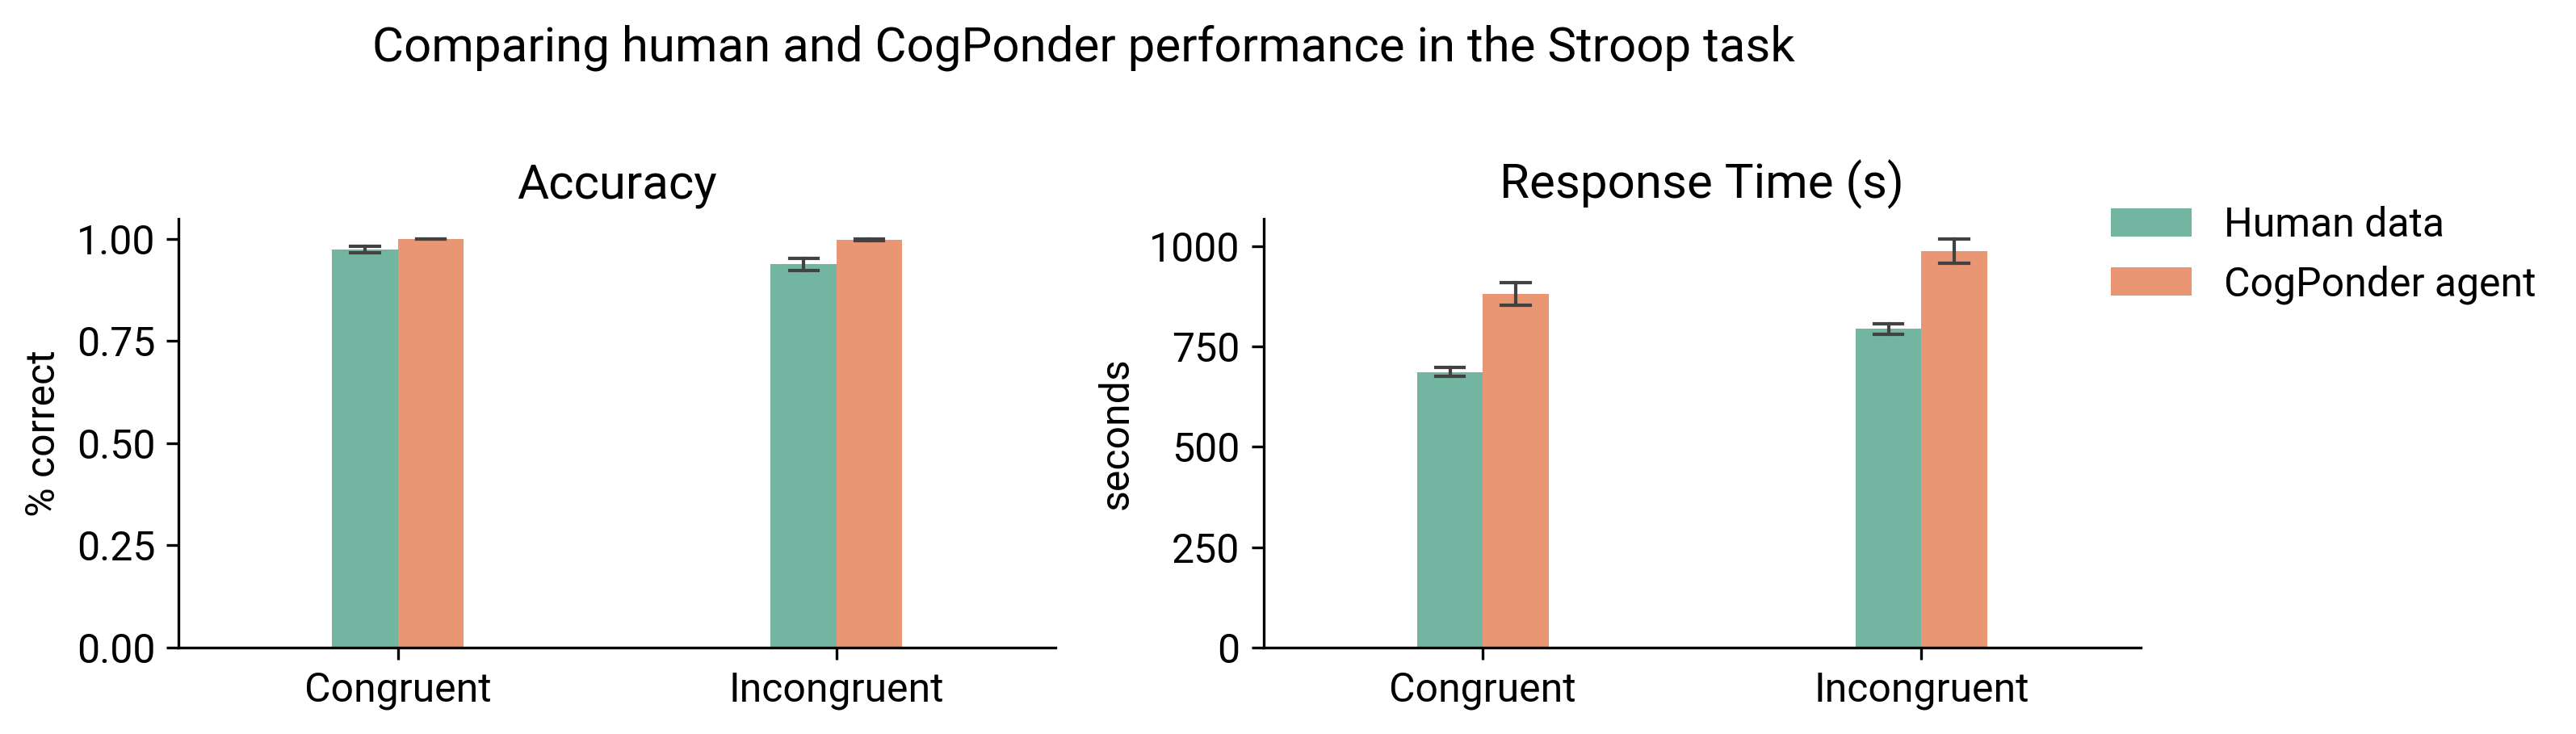 Comparing human and CogPonder performance in the Stroop task
Accuracy
% correct
1.00
0.75
0.50
0.25
0.00
Congruent
Incongruent
Response Time (s)
seconds
1000
750
500
250
0
Congruent
Incongruent
Human data
CogPonder agent